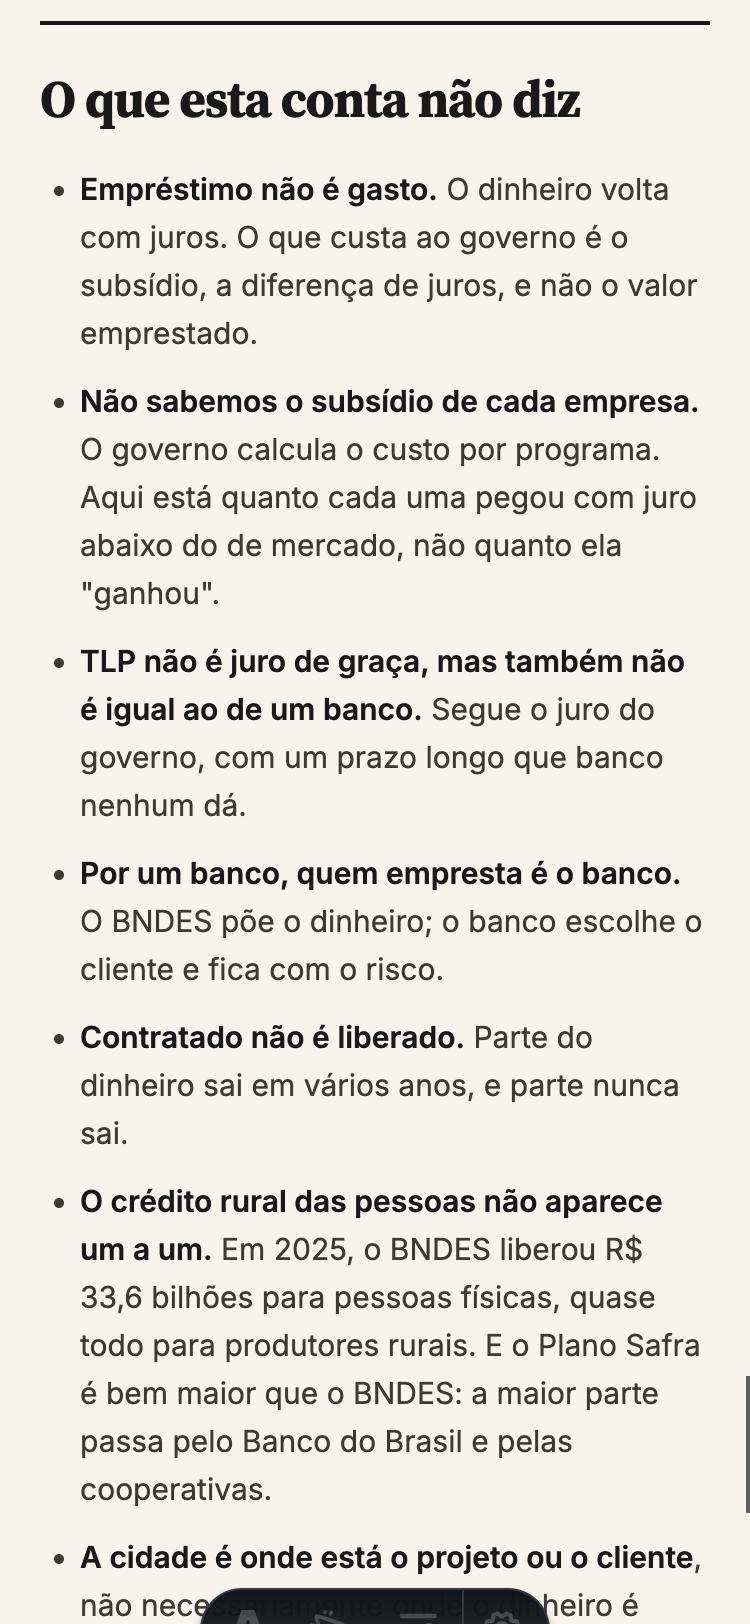 O que esta conta não diz
• Empréstimo não é gasto. O dinheiro volta
com juros. O que custa ao governo é o
subsídio, a diferença de juros, e não o valor
emprestado.
• Não sabemos o subsídio de cada empresa.
O governo calcula o custo por programa.
Aqui está quanto cada uma pegou com juro
abaixo do de mercado, não quanto ela
"ganhou".
• TLP não é juro de graça, mas também não
é igual ao de um banco. Segue o juro do
governo, com um prazo longo que banco
nenhum dá.
• Por um banco, quem empresta é o banco.
O BNDES põe o dinheiro; o banco escolhe o
cliente e fica com o risco.
• Contratado não é liberado. Parte do
dinheiro sai em vários anos, e parte nunca
sai.
• O crédito rural das pessoas não aparece
um a um. Em 2025, o BNDES liberou R$
33,6 bilhões para pessoas físicas, quase
todo para produtores rurais. E o Plano Safra
é bem maior que o BNDES: a maior parte
passa pelo Banco do Brasil e pelas
cooperativas.
• A cidade é onde está o projeto ou o cliente,
não necessariamente onde o dinheiro é